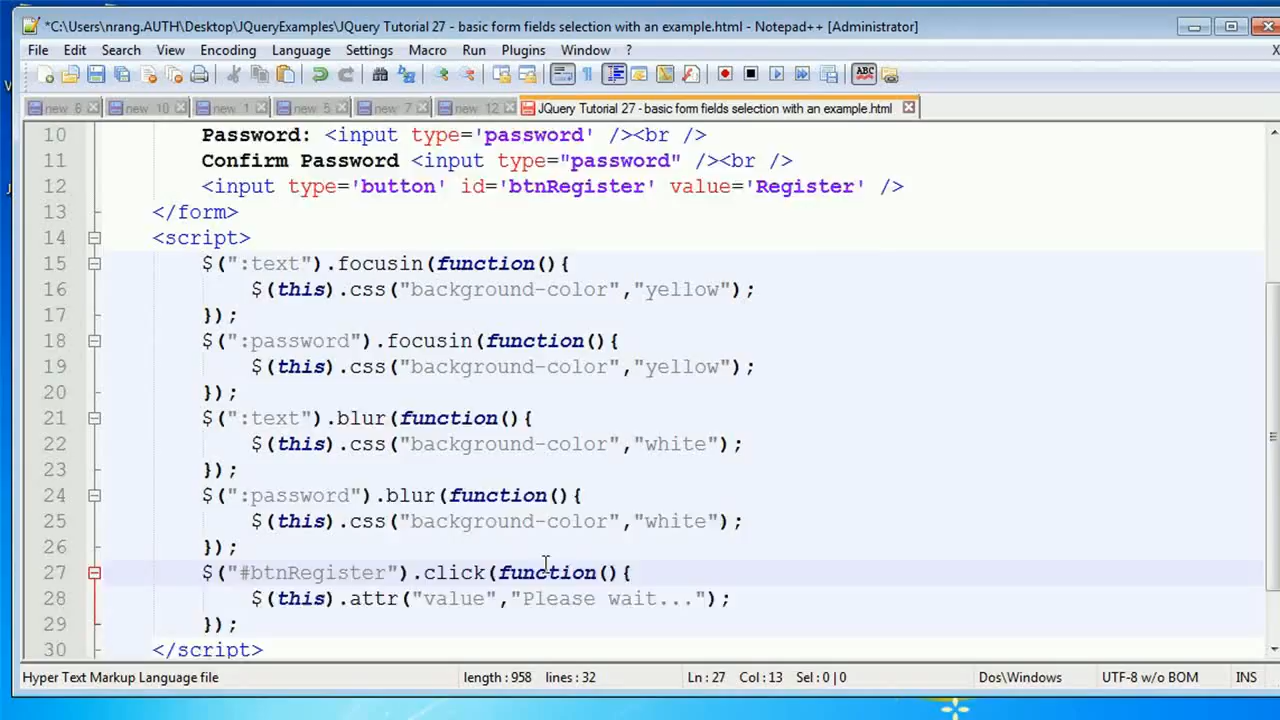 *C:\Users\nrang.AUTH\Desktop\JQueryExamples\JQuery Tutorial 27 - basic form fields selection with an example.html - Notepad++ [Administrator]
File Edit Search View Encoding Language Settings Macro Run Plugins Window ? X
ABC
new 6 new 10 new 1 new 5 new 7 new 12 JQuery Tutorial 27 - basic form fields selection with an example.html
10 Password: <input type='password' /><br />
11 Confirm Password <input type="password" /><br />
12 <input type='button' id='btnRegister' value='Register' />
13 </form>
14 <script>
15 $(":text").focusin(function(){
16 $(this).css("background-color","yellow");
17 });
18 $(":password").focusin(function(){
19 $(this).css("background-color","yellow");
20 });
21 $(":text").blur(function(){
22 $(this).css("background-color","white");
23 });
24 $(":password").blur(function(){
25 $(this).css("background-color","white");
26 });
27 $("#btnRegister").click(function(){
28 $(this).attr("value","Please wait...");
29 });
30 </script>
Hyper Text Markup Language file length : 958 lines : 32 Ln : 27 Col : 13 Sel : 0 | 0 Dos\Windows UTF-8 w/o BOM INS